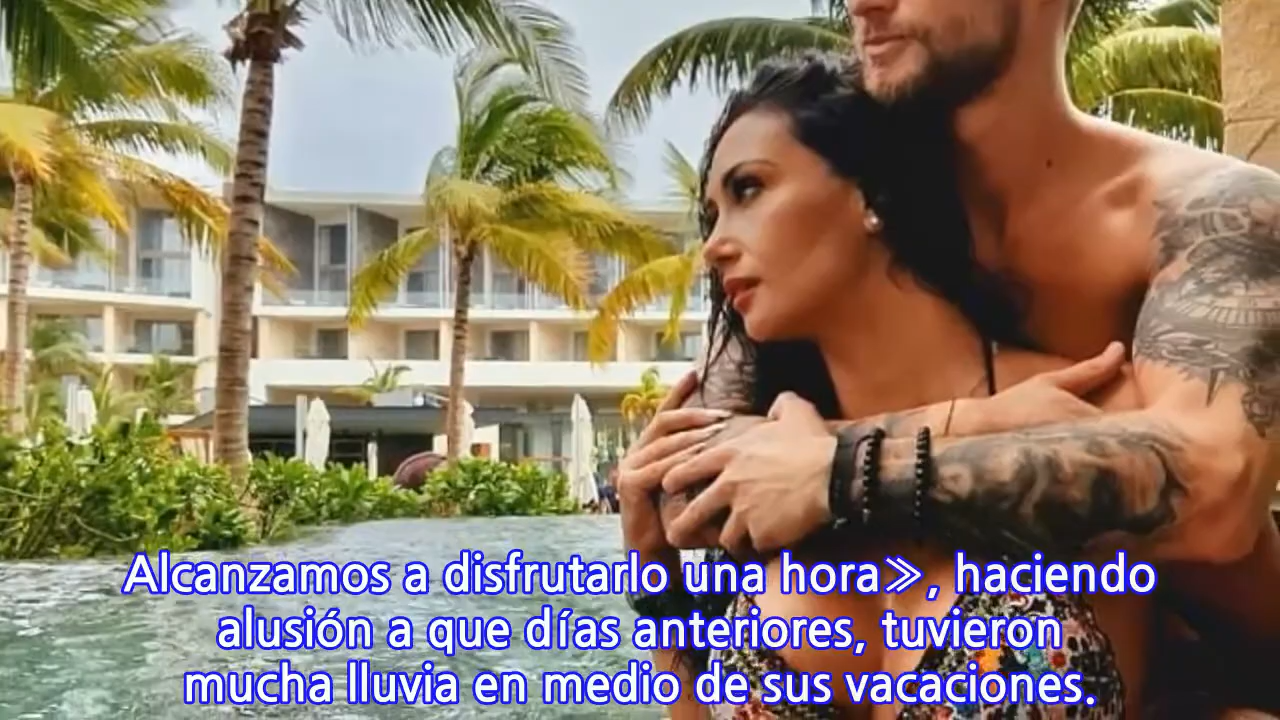 Alcanzamos a disfrutarlo una hora≫, haciendo
alusión a que días anteriores, tuvieron
mucha lluvia en medio de sus vacaciones.